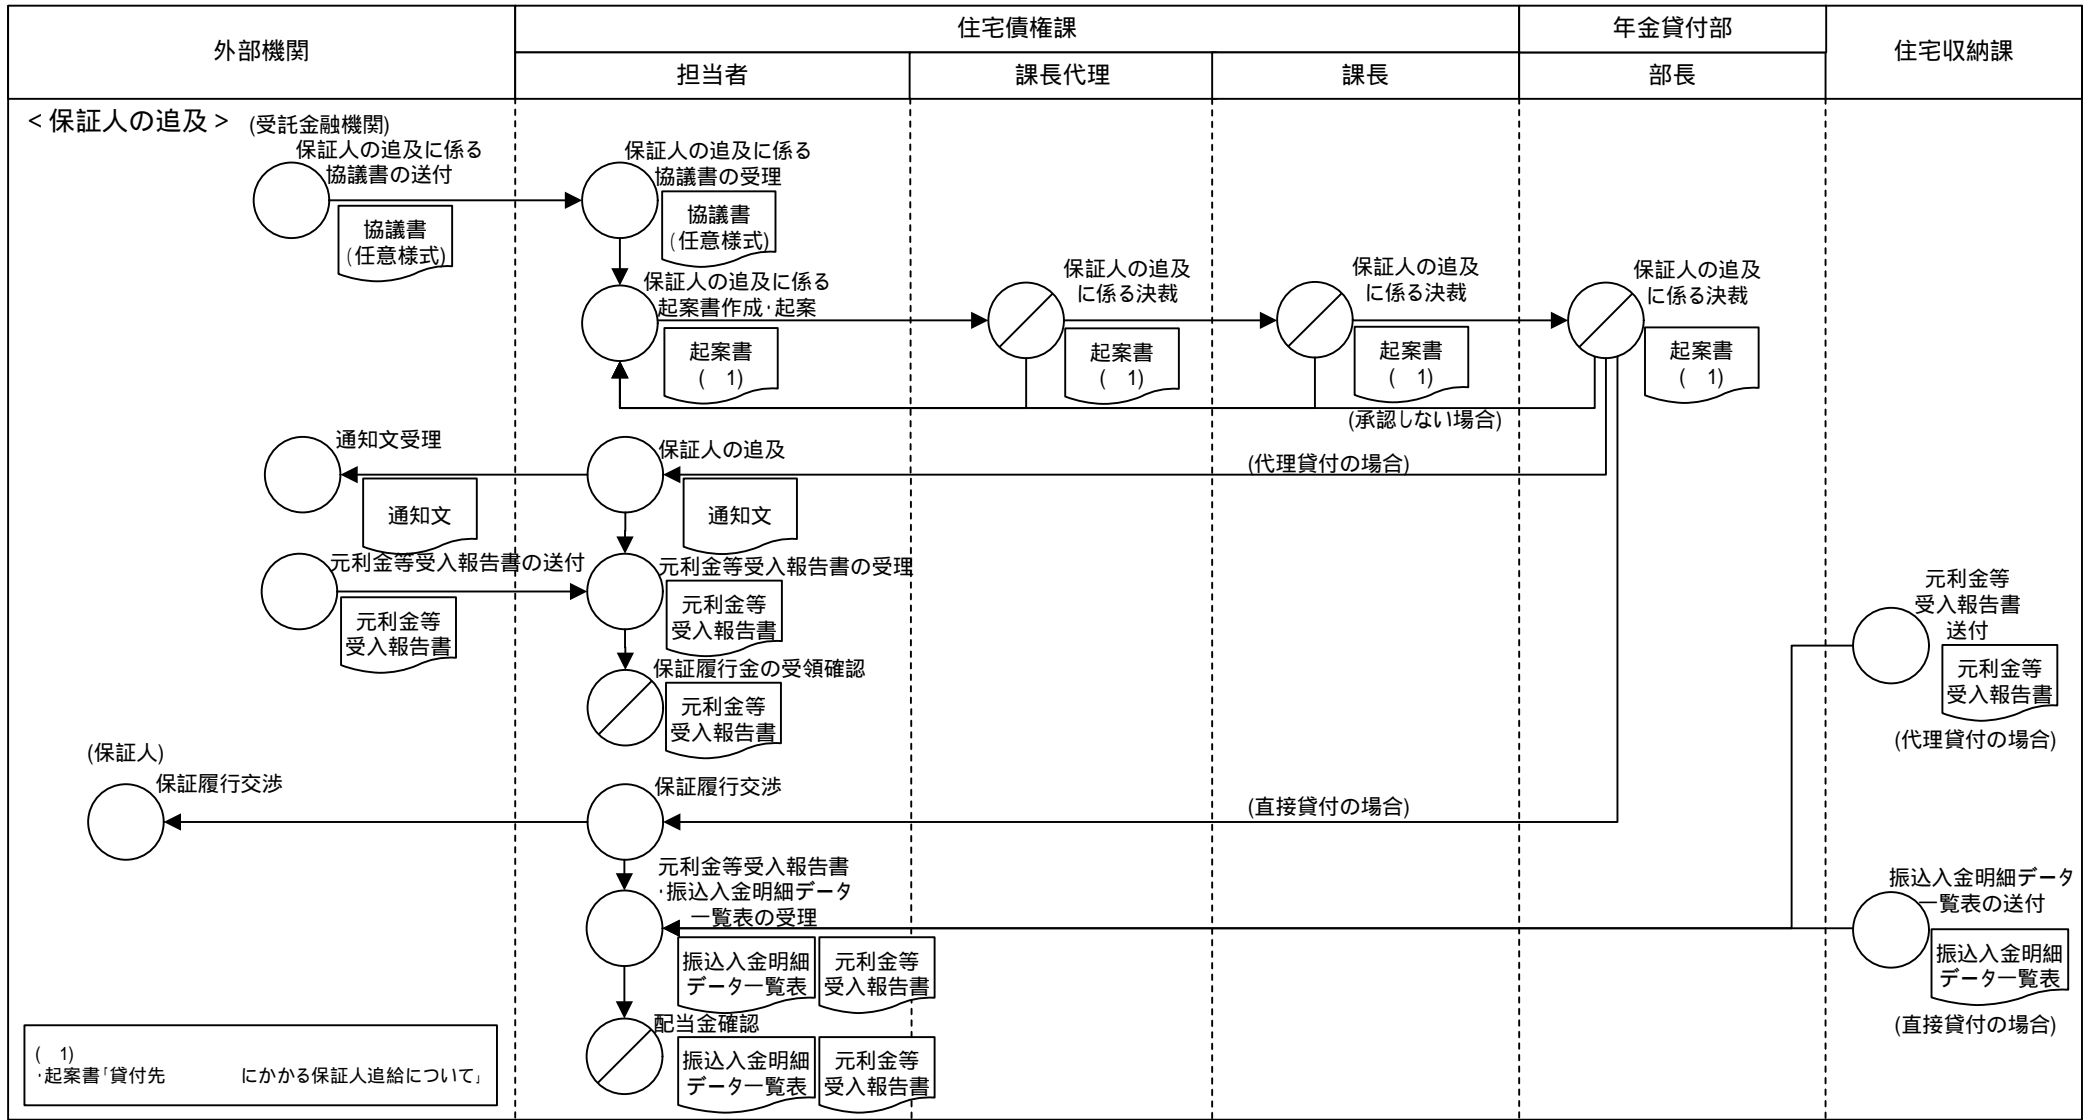 外部機関
住宅債権課
年金貸付部
住宅収納課
担当者
課長代理
課長
部長
<保証人の追及>
(受託金融機関)
保証人の追及に係る
協議書の送付
協議書
(任意様式)
保証人の追及に係る
協議書の受理
協議書
(任意様式)
保証人の追及に係る
起案書作成・起案
起案書
(　1)
保証人の追及
に係る決裁
起案書
(　1)
保証人の追及
に係る決裁
起案書
(　1)
保証人の追及
に係る決裁
起案書
(　1)
(承認しない場合)
通知文受理
通知文
保証人の追及
通知文
(代理貸付の場合)
元利金等受入報告書の送付
元利金等
受入報告書
元利金等受入報告書の受理
元利金等
受入報告書
元利金等
受入報告書
送付
元利金等
受入報告書
(代理貸付の場合)
保証履行金の受領確認
元利金等
受入報告書
(保証人)
保証履行交渉
保証履行交渉
(直接貸付の場合)
元利金等受入報告書
・振込入金明細データ
一覧表の受理
振込入金明細
データ一覧表
元利金等
受入報告書
振込入金明細データ
一覧表の送付
振込入金明細
データ一覧表
(直接貸付の場合)
配当金確認
振込入金明細
データ一覧表
元利金等
受入報告書
(　1)
・起案書「貸付先　　　　にかかる保証人追給について」